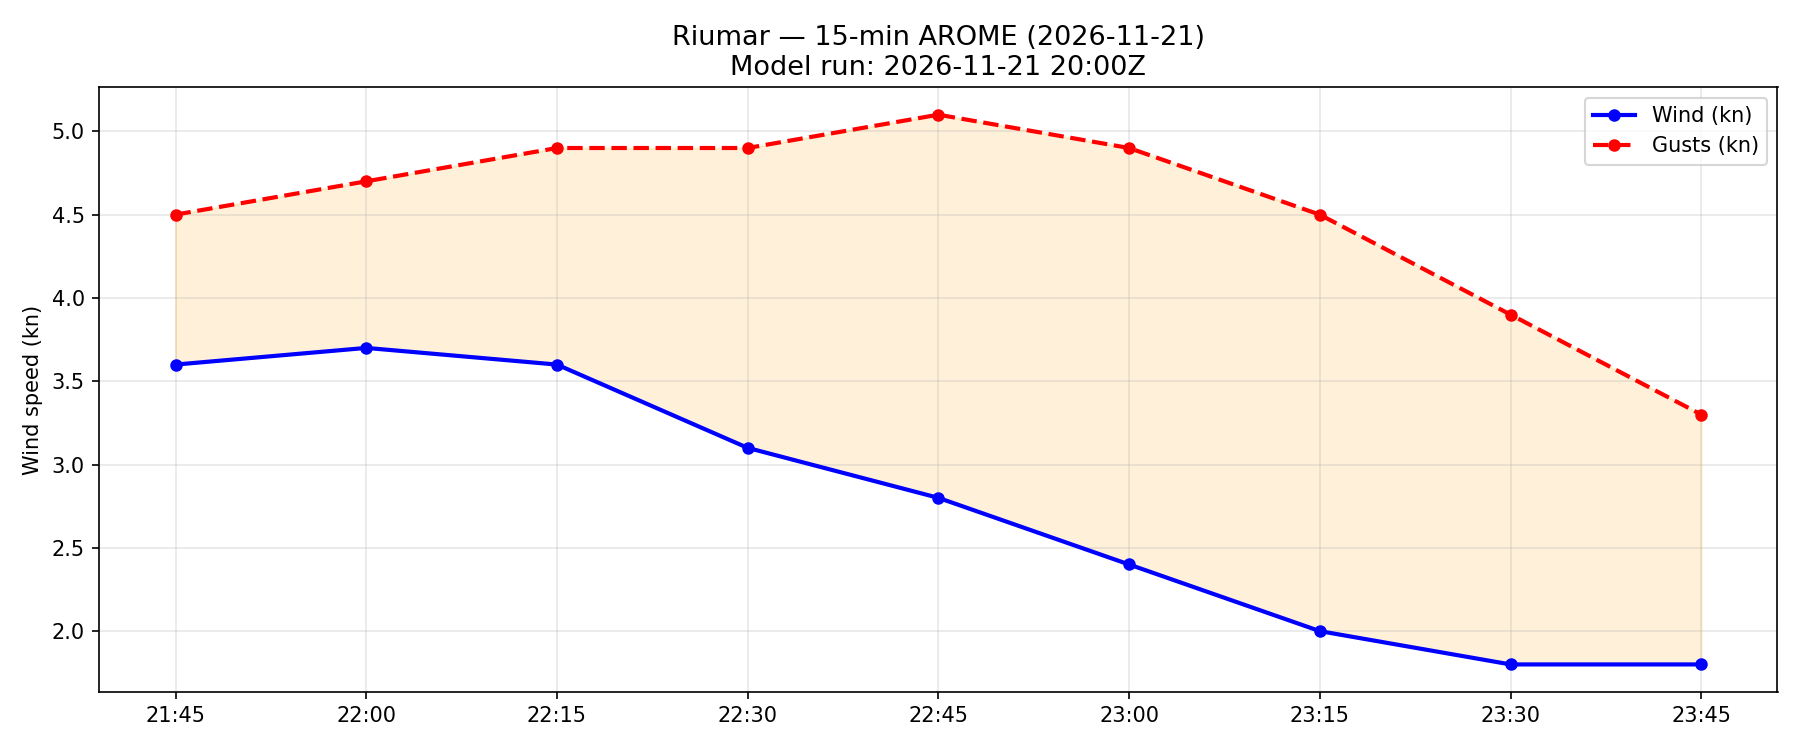 Riumar — 15-min AROME (2026-11-21)
Model run: 2026-11-21 20:00Z
Wind (kn)
Gusts (kn)
Wind speed (kn)
5.0
4.5
4.0
3.5
3.0
2.5
2.0
21:45 22:00 22:15 22:30 22:45 23:00 23:15 23:30 23:45